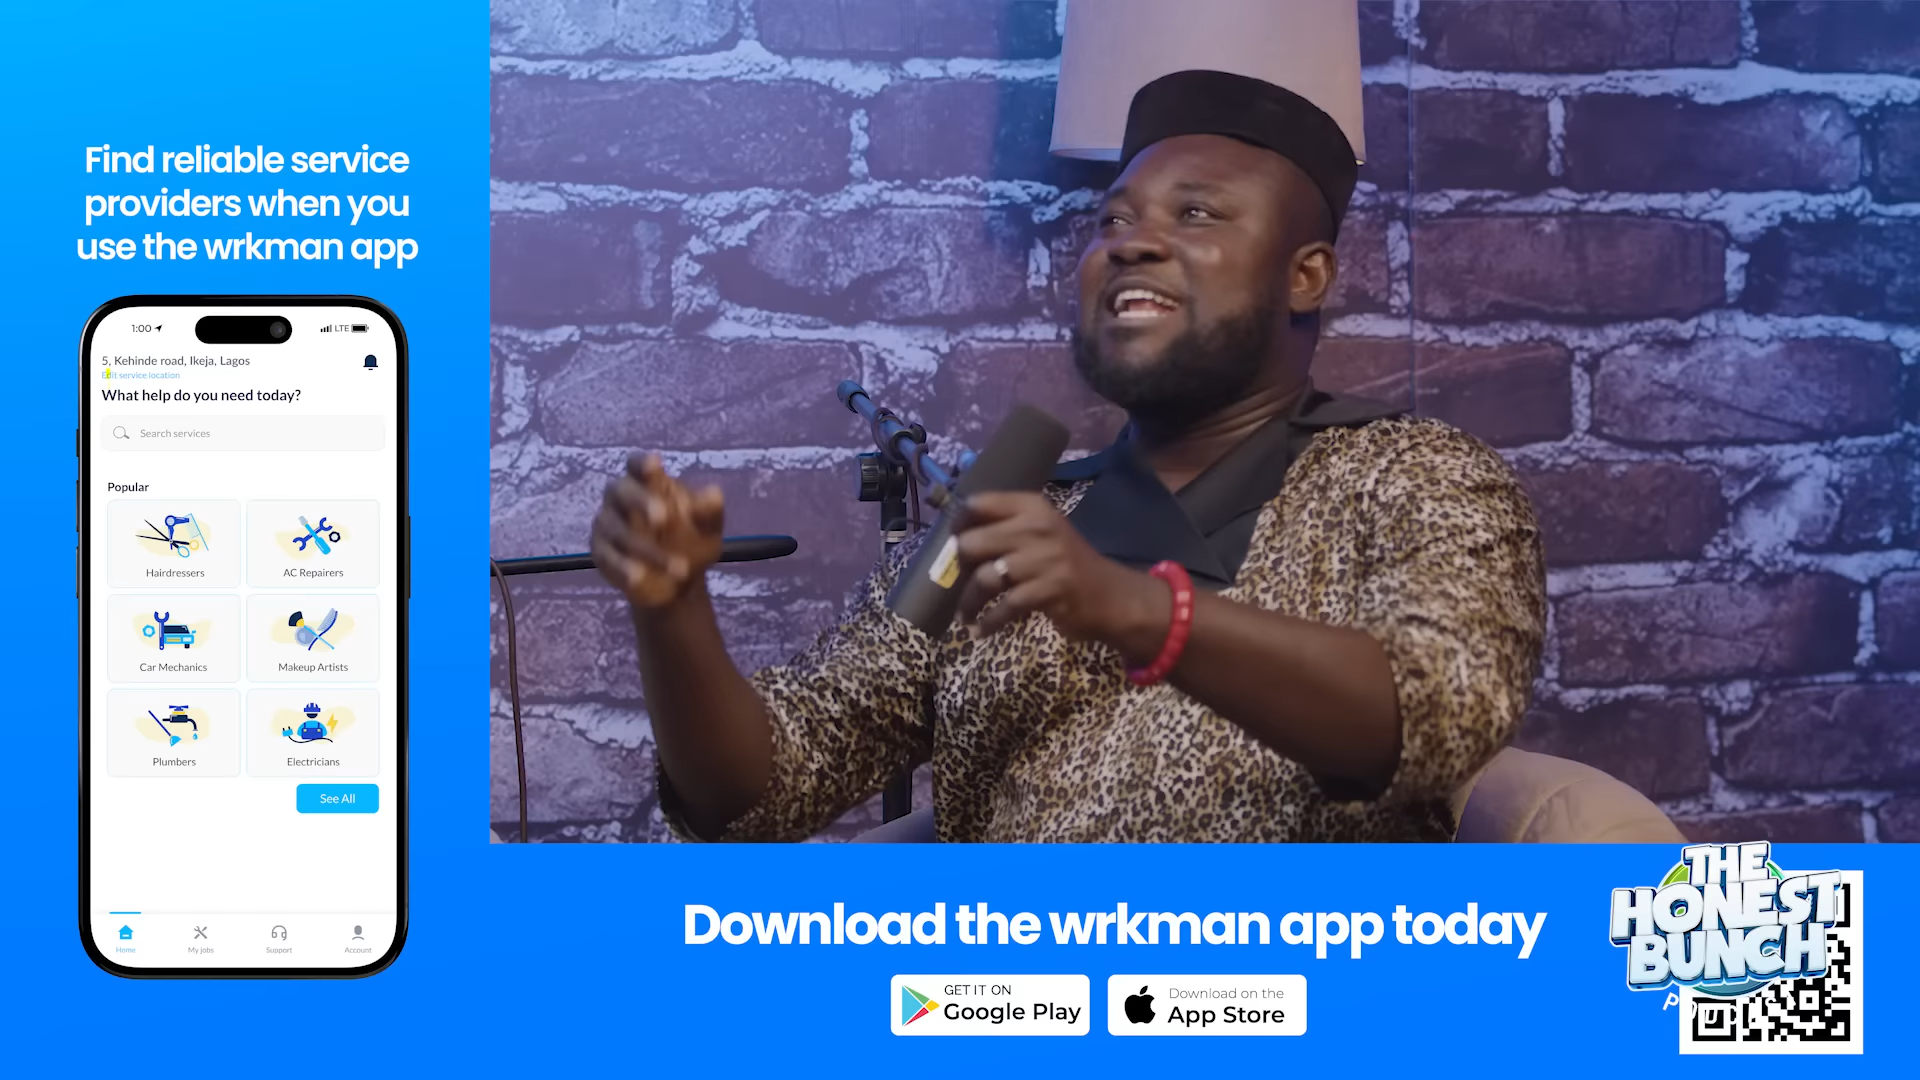 Find reliable service
providers when you
use the wrkman app
1:00
LTE
5, Kehinde road, Ikeja, Lagos
Edit service location
What help do you need today?
Search services
Popular
Hairdressers
AC Repairers
Car Mechanics
Makeup Artists
Plumbers
Electricians
See All
Home
My jobs
Support
Account
Download the wrkman app today
GET IT ON
Google Play
Download on the
App Store
THE
HONEST
BUNCH